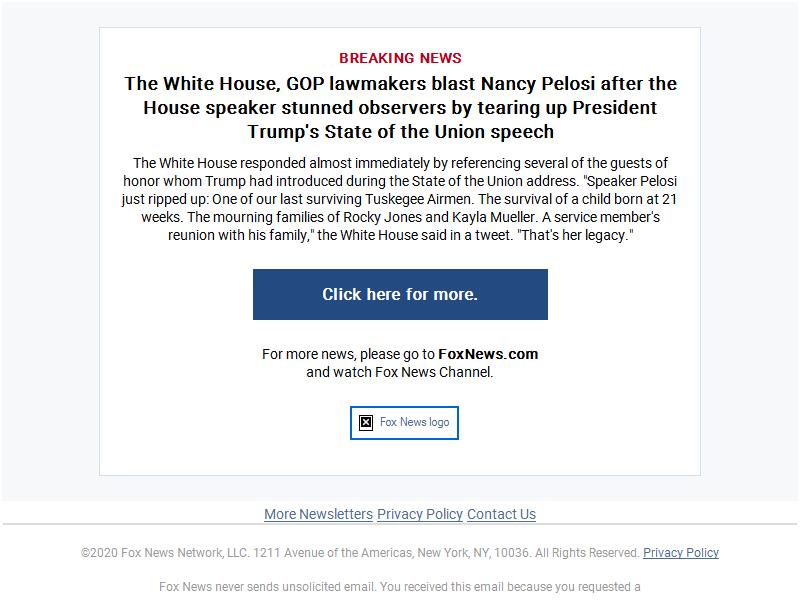 BREAKING NEWS
The White House, GOP lawmakers blast Nancy Pelosi after the
House speaker stunned observers by tearing up President
Trump's State of the Union speech
The White House responded almost immediately by referencing several of the guests of
honor whom Trump had introduced during the State of the Union address. "Speaker Pelosi
just ripped up: One of our last surviving Tuskegee Airmen. The survival of a child born at 21
weeks. The mourning families of Rocky Jones and Kayla Mueller. A service member's
reunion with his family," the White House said in a tweet. "That's her legacy."
Click here for more.
For more news, please go to FoxNews.com
and watch Fox News Channel.
Fox News logo
More Newsletters Privacy Policy Contact Us
©2020 Fox News Network, LLC. 1211 Avenue of the Americas, New York, NY, 10036. All Rights Reserved. Privacy Policy
Fox News never sends unsolicited email. You received this email because you requested a